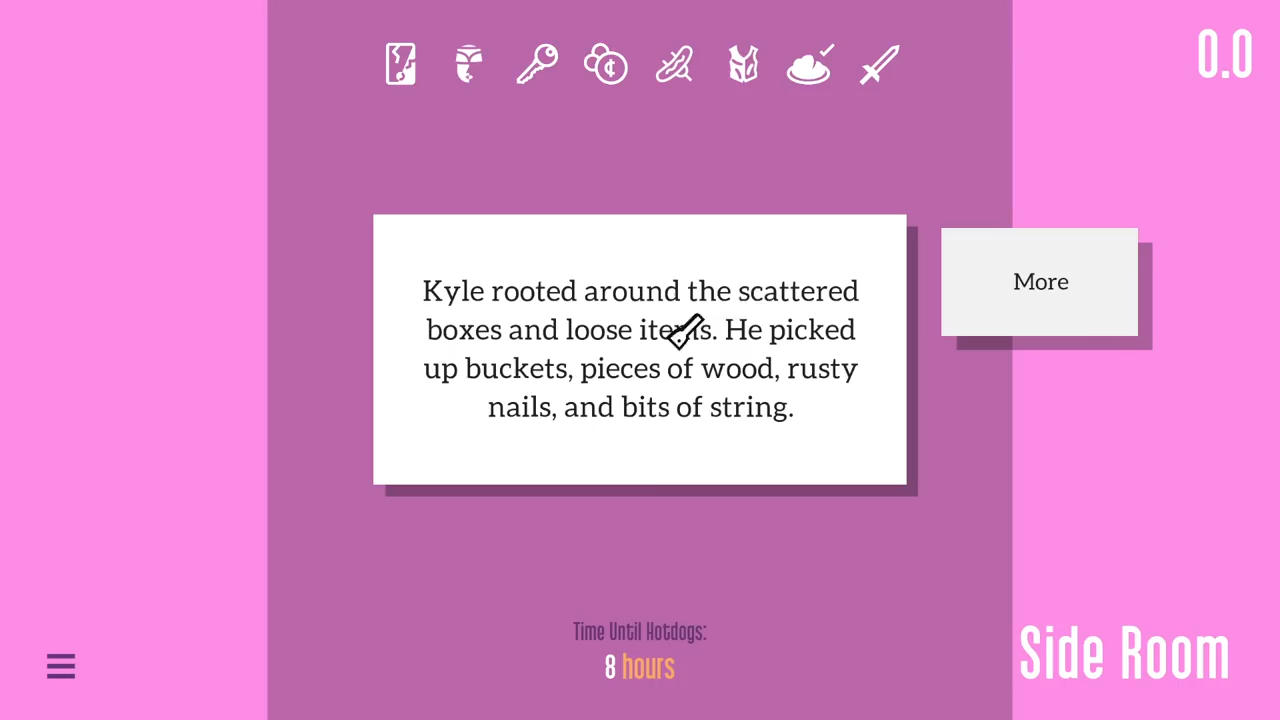 0.0
Kyle rooted around the scattered
boxes and loose items. He picked
up buckets, pieces of wood, rusty
nails, and bits of string.
More
Time Until Hotdogs:
8 hours
Side Room